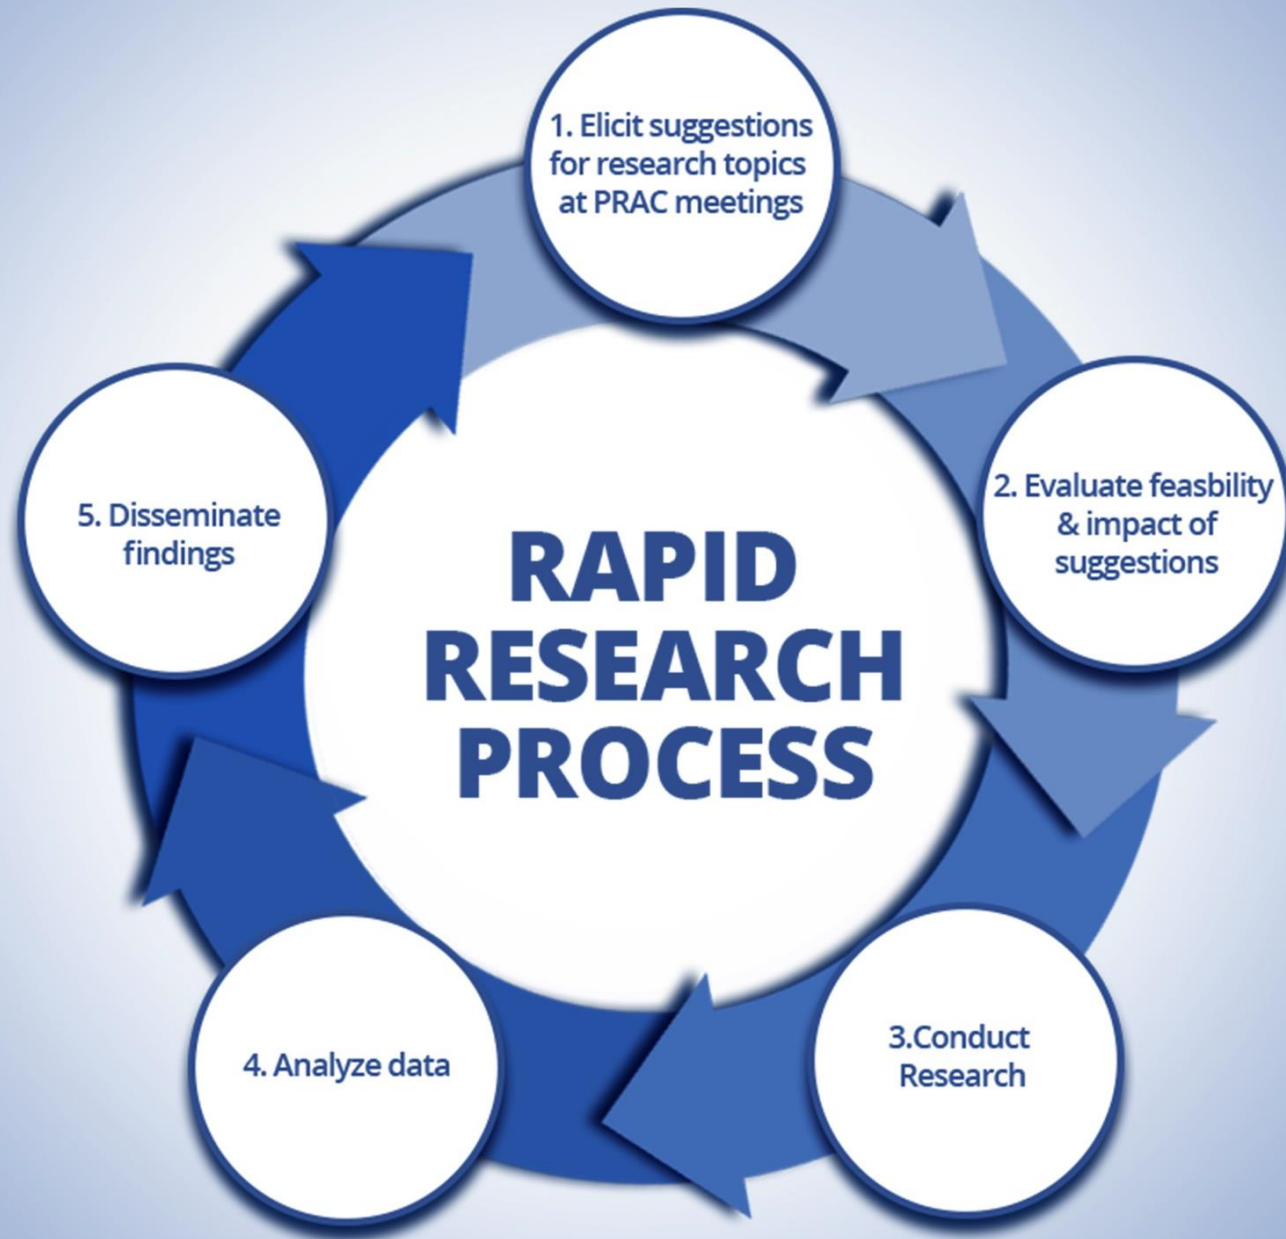 1. Elicit suggestions
for research topics
at PRAC meetings
2. Evaluate feasbility
& impact of
suggestions
3.Conduct
Research
4. Analyze data
5. Disseminate
findings
RAPID
RESEARCH
PROCESS